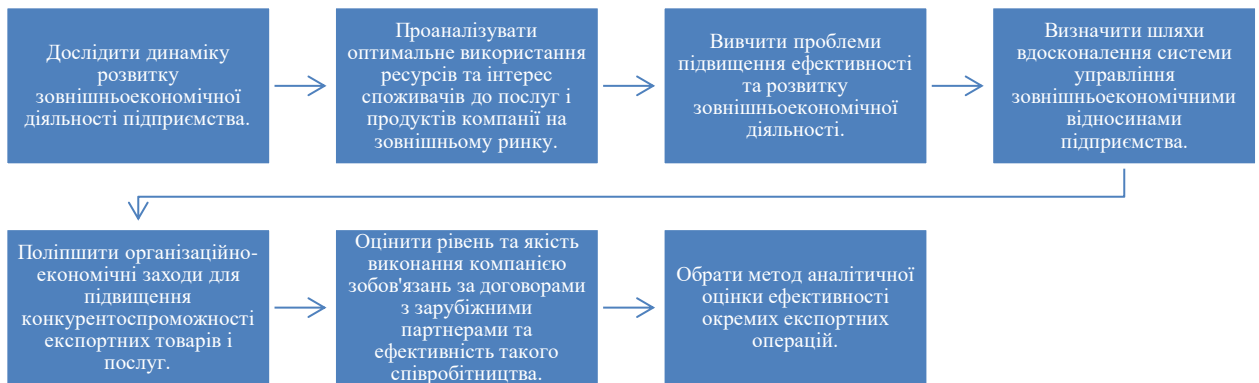 Дослідити динаміку
розвитку
зовнішньоекономічної
діяльності підприємства.
Проаналізувати
оптимальне використання
ресурсів та інтерес
споживачів до послуг і
продуктів компанії на
зовнішньому ринку.
Вивчити проблеми
підвищення ефективності
та розвитку
зовнішньоекономічної
діяльності.
Визначити шляхи
вдосконалення системи
управління
зовнішньоекономічними
відносинами
підприємства.
Поліпшити організаційно-
економічні заходи для
підвищення
конкурентоспроможності
експортних товарів і
послуг.
Оцінити рівень та якість
виконання компанією
зобов'язань за договорами
з зарубіжними
партнерами та
ефективність такого
співробітництва.
Обрати метод аналітичної
оцінки ефективності
окремих експортних
операцій.